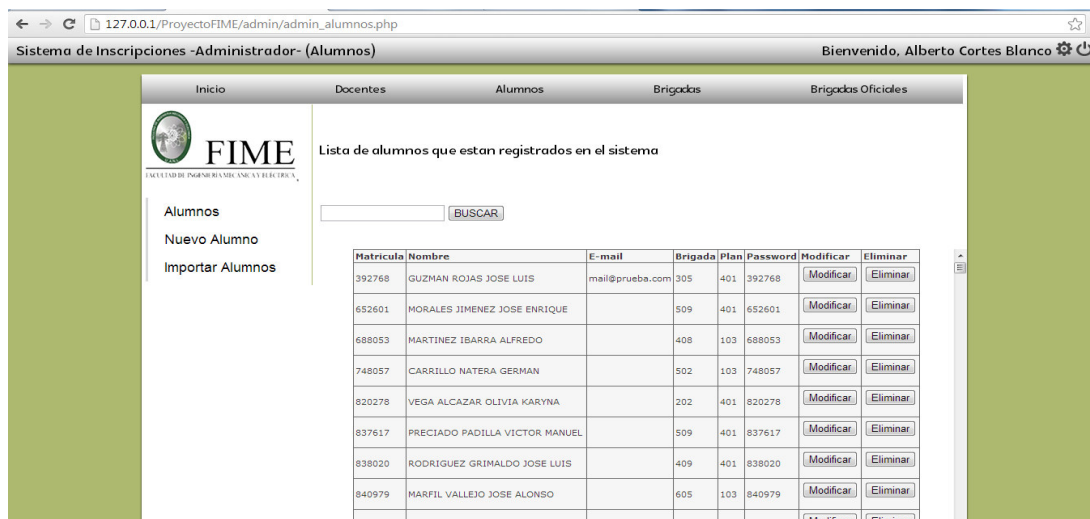 127.0.0.1/ProyectoFIME/admin/admin_alumnos.php
Sistema de Inscripciones -Administrador- (Alumnos) Bienvenido, Alberto Cortes Blanco
Inicio Docentes Alumnos Brigadas Brigadas Oficiales
FIME
FACULTAD DE INGENIERÍA MECÁNICA Y ELÉCTRICA
Lista de alumnos que estan registrados en el sistema
Alumnos
Nuevo Alumno
Importar Alumnos
BUSCAR
Matricula Nombre E-mail Brigada Plan Password Modificar Eliminar
392768 GUZMAN ROJAS JOSE LUIS mail@prueba.com 305 401 392768 Modificar Eliminar
652601 MORALES JIMENEZ JOSE ENRIQUE 509 401 652601 Modificar Eliminar
688053 MARTINEZ IBARRA ALFREDO 408 103 688053 Modificar Eliminar
748057 CARRILLO NATERA GERMAN 502 103 748057 Modificar Eliminar
820278 VEGA ALCAZAR OLIVIA KARYNA 202 401 820278 Modificar Eliminar
837617 PRECIADO PADILLA VICTOR MANUEL 509 401 837617 Modificar Eliminar
838020 RODRIGUEZ GRIMALDO JOSE LUIS 409 401 838020 Modificar Eliminar
840979 MARFIL VALLEJO JOSE ALONSO 605 103 840979 Modificar Eliminar